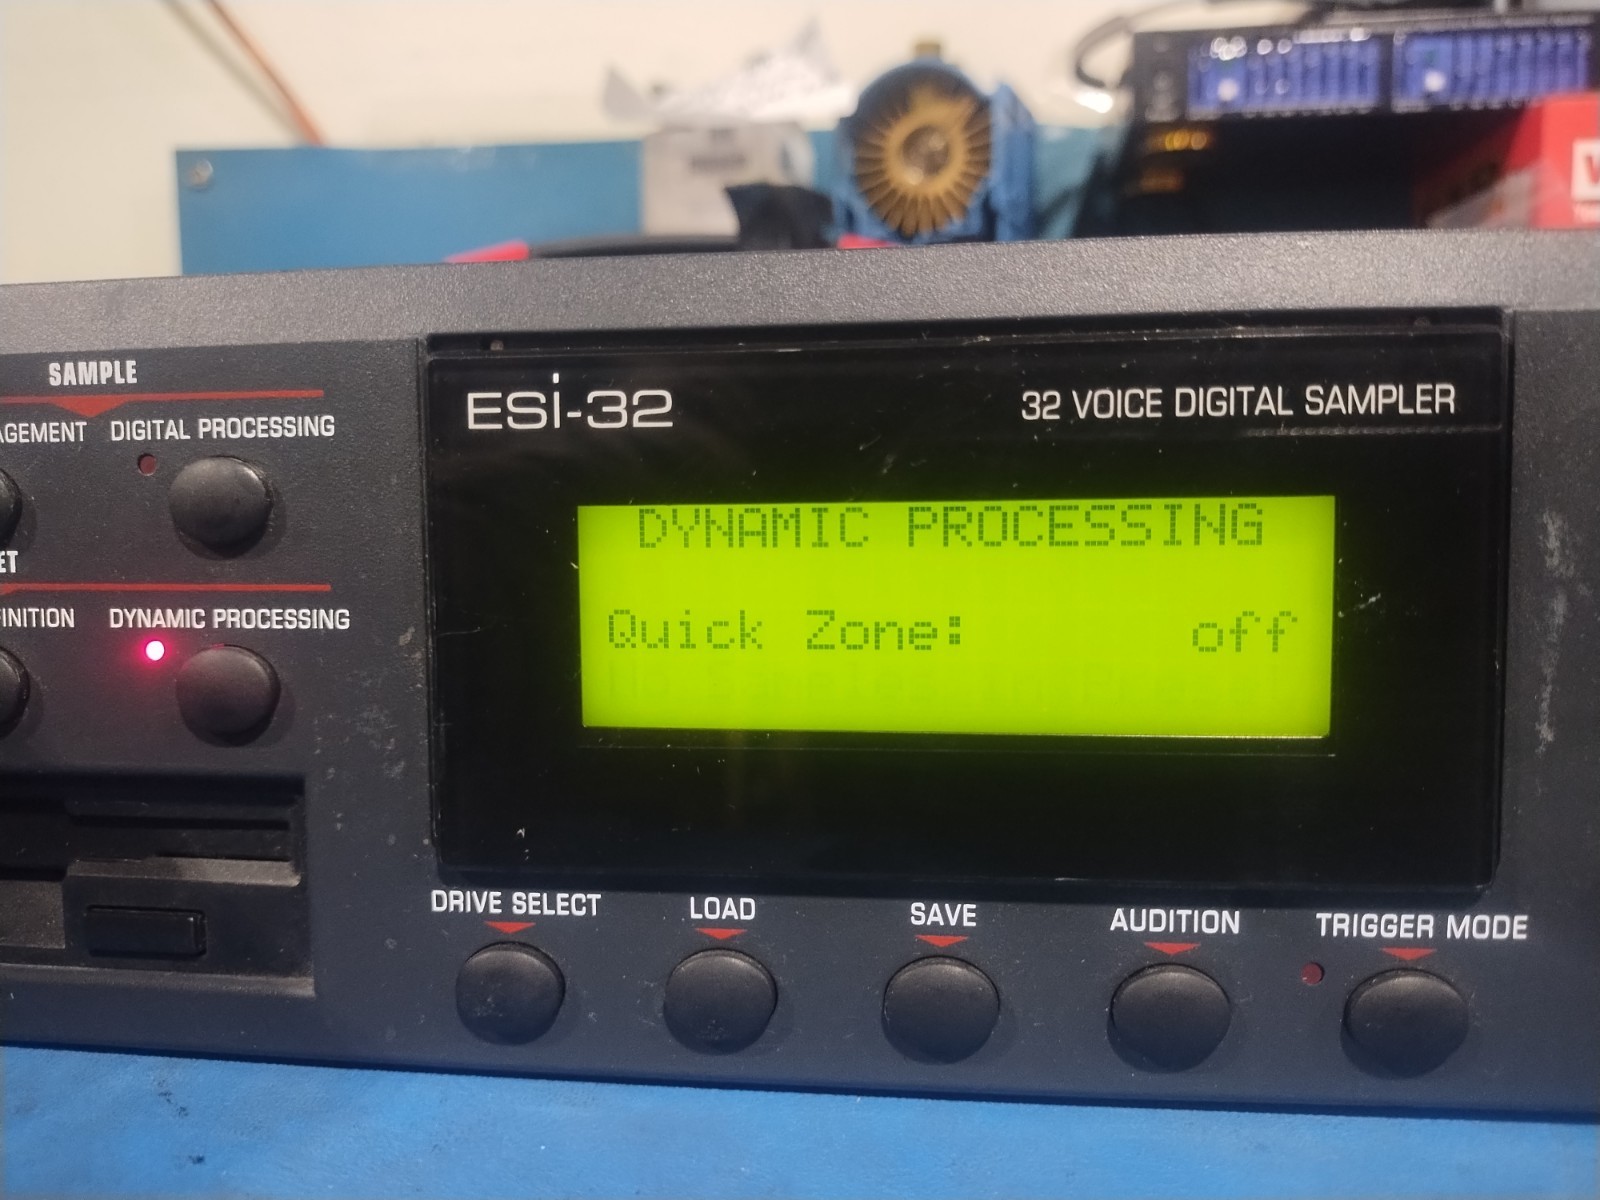 SAMPLE
AGEMENT
DIGITAL PROCESSING
ET
INITION
DYNAMIC PROCESSING
ESi-32
32 VOICE DIGITAL SAMPLER
DYNAMIC PROCESSING
Quick Zone: off
DRIVE SELECT
LOAD
SAVE
AUDITION
TRIGGER MODE